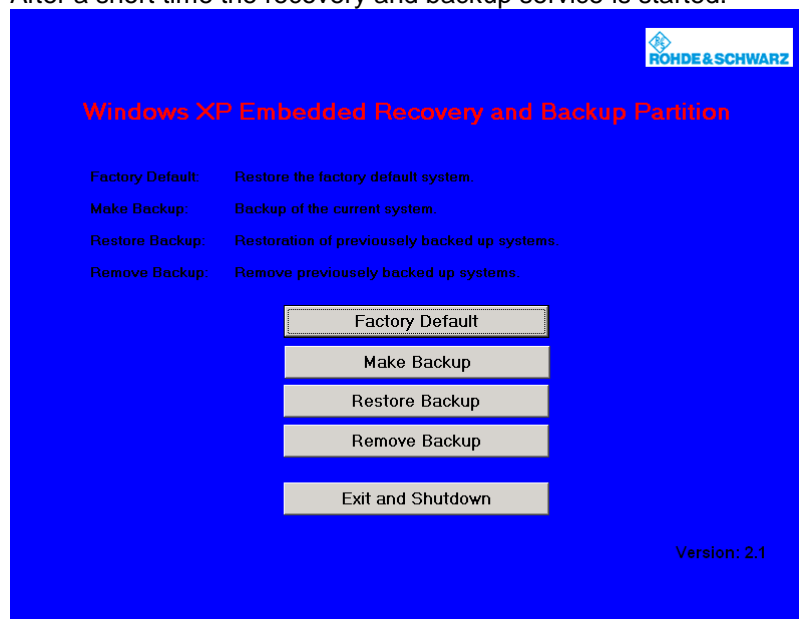 After a short time the recovery and backup service is started.
ROHDE & SCHWARZ
Windows XP Embedded Recovery and Backup Partition
Factory Default: Restore the factory default system.
Make Backup: Backup of the current system.
Restore Backup: Restoration of previousely backed up systems.
Remove Backup: Remove previousely backed up systems.
Factory Default
Make Backup
Restore Backup
Remove Backup
Exit and Shutdown
Version: 2.1